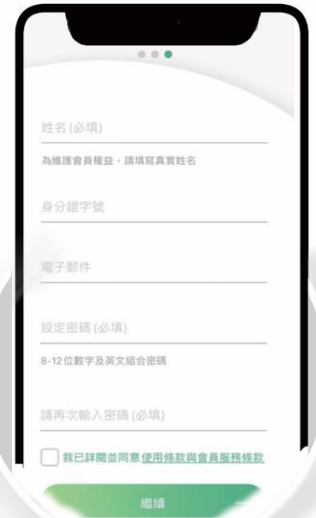 姓名(必填)
為維護會員權益,請填寫真實姓名
身分證字號
電子郵件
設定密碼(必填)
8-12位數字及英文組合密碼
請再次輸入密碼(必填)
我已詳閱並同意使用條款與會員服務條款
繼續